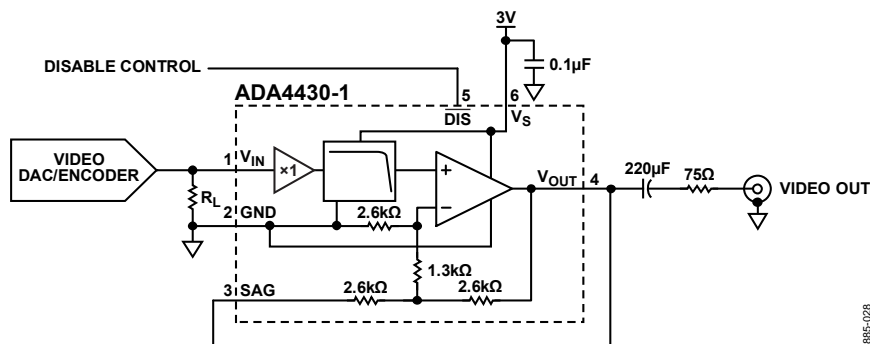 3V
DISABLE CONTROL
0.1µF
ADA4430-1
5
6
DIS
VS
VIDEO
DAC/ENCODER
1
VIN
×1
+
−
VOUT
4
220µF
75Ω
VIDEO OUT
RL
2
GND
2.6kΩ
1.3kΩ
3
SAG
2.6kΩ
2.6kΩ
885-028